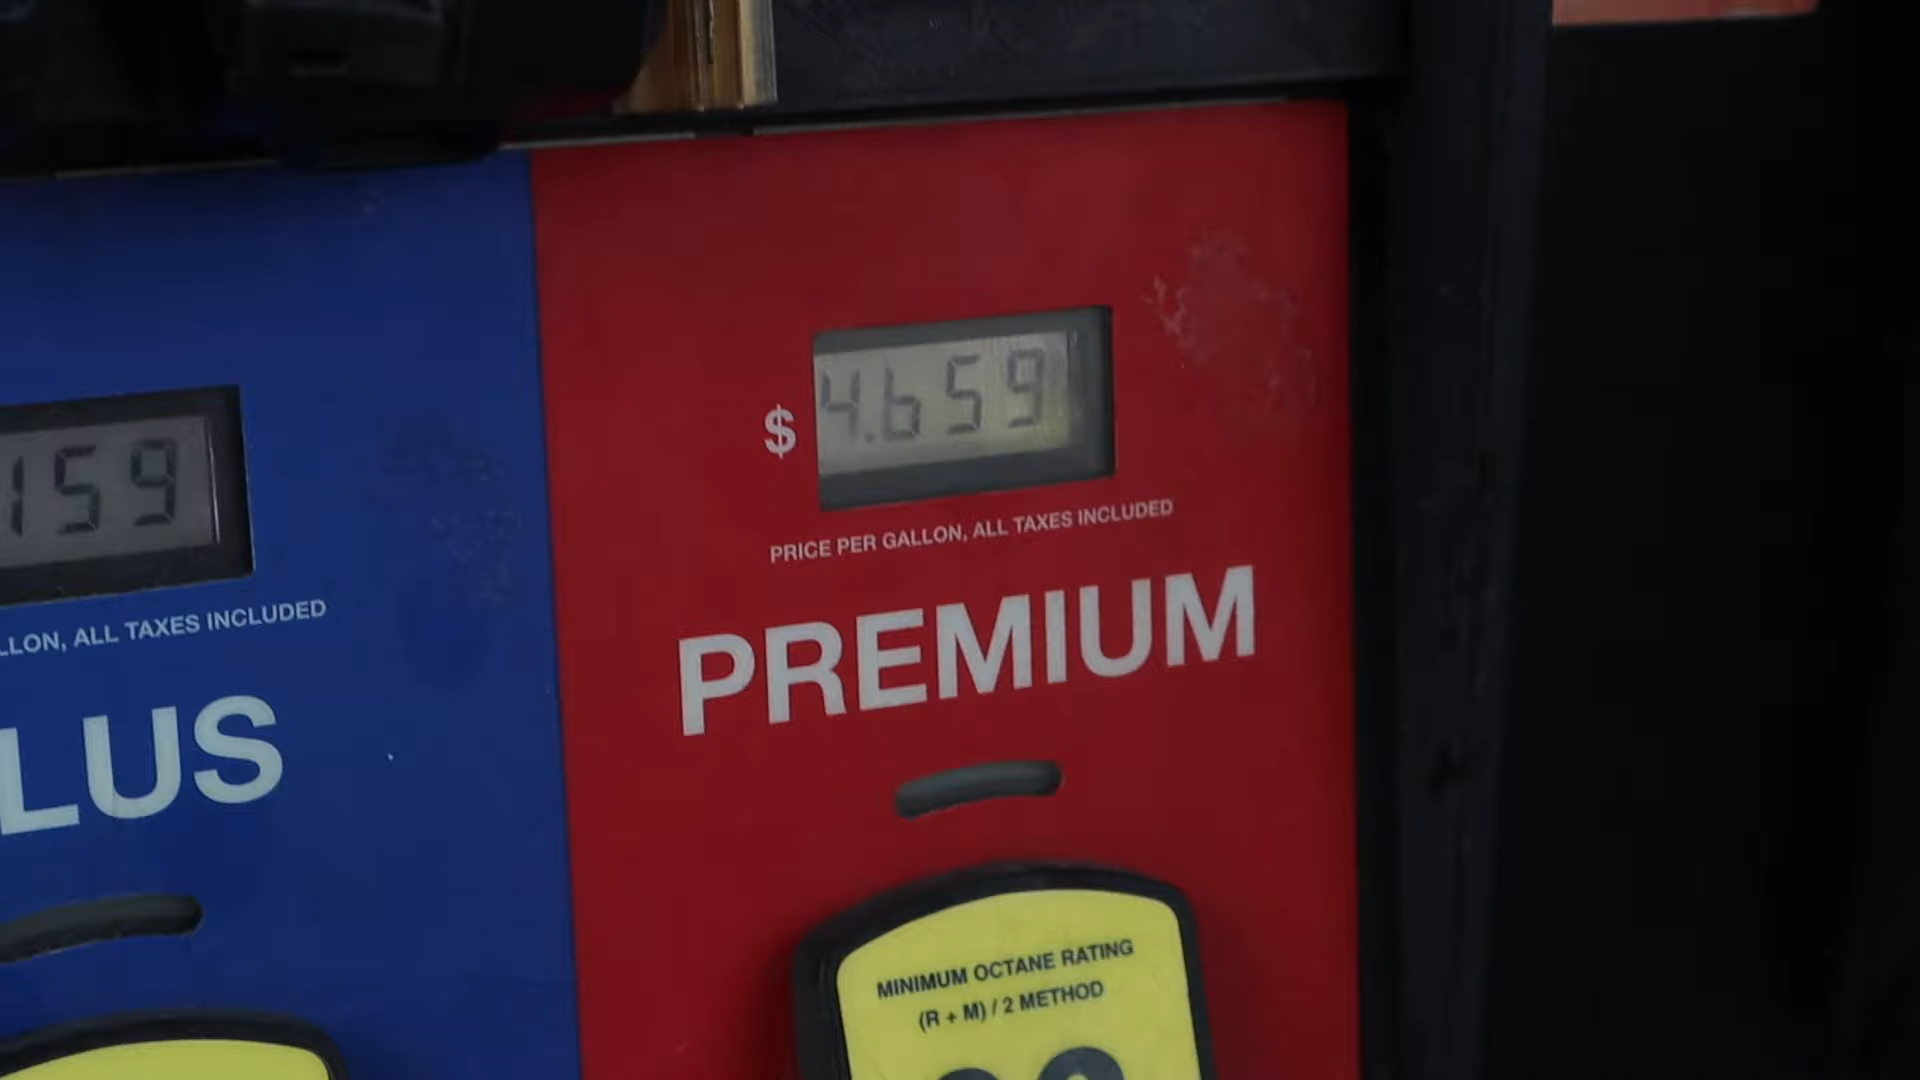 $ 4.659
PRICE PER GALLON, ALL TAXES INCLUDED
PREMIUM
MINIMUM OCTANE RATING
(R + M) / 2 METHOD
159
LLON, ALL TAXES INCLUDED
LUS